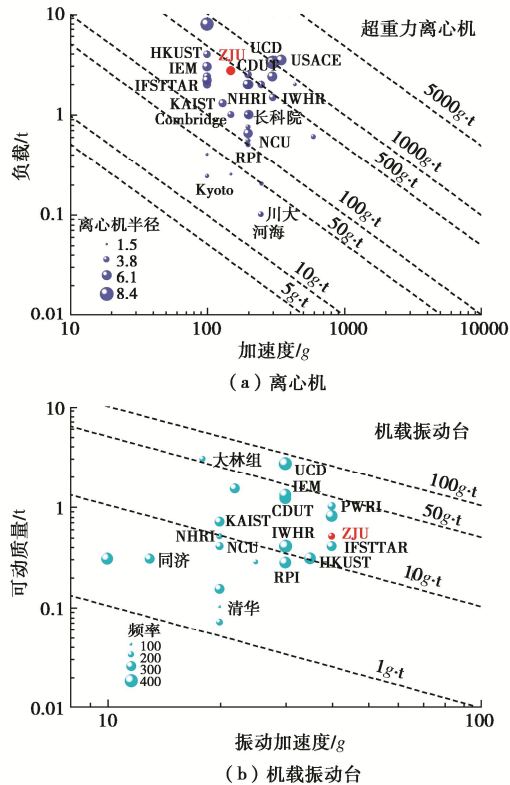 10
1
0.1
0.01
负载/t
超重力离心机
HKUST
ZJU
UCD
IEM
CDUT
USACE
IFSTTAR
KAIST
NHRI
IWHR
Combridge
长科院
NCU
RPI
Kyoto
川大
河海
离心机半径
1.5
3.8
6.1
8.4
5000g·t
1000g·t
500g·t
100g·t
50g·t
10g·t
5g·t
10
100
1000
10000
加速度/g
(a)离心机
10
1
0.1
0.01
可动质量/t
机载振动台
大林组
UCD
IEM
CDUT
PWRI
KAIST
NHRI
IWHR
ZJU
NCU
IFSTTAR
同济
HKUST
RPI
清华
频率
100
200
300
400
100g·t
50g·t
10g·t
1g·t
10
100
振动加速度/g
(b)机载振动台